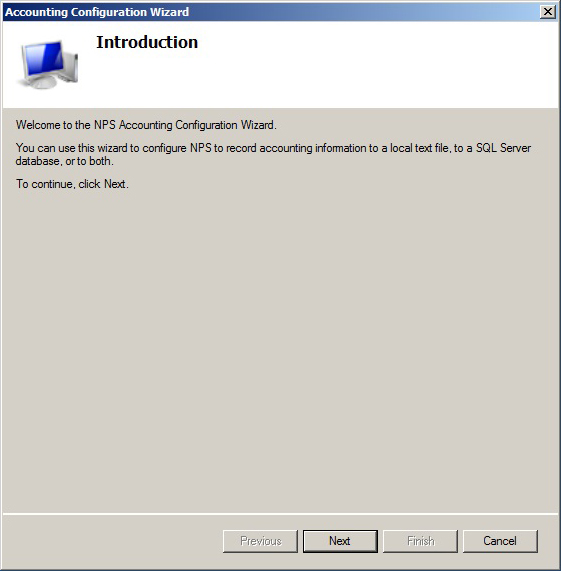 Accounting Configuration Wizard
Introduction
Welcome to the NPS Accounting Configuration Wizard.
You can use this wizard to configure NPS to record accounting information to a local text file, to a SQL Server
database, or to both.
To continue, click Next.
Previous
Next
Finish
Cancel